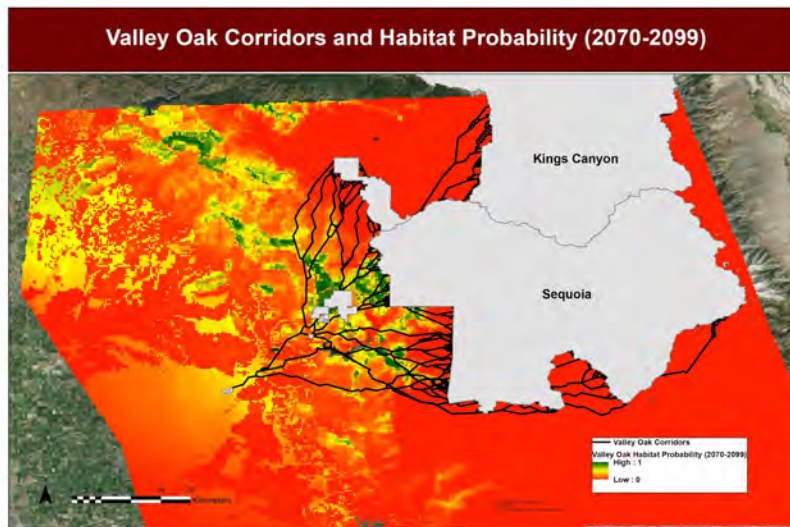 Valley Oak Corridors and Habitat Probability (2070-2099)
Kings Canyon
Sequoia
Valley Oak Corridors
Valley Oak Habitat Probability (2070-2099)
High : 1
Low : 0
Kilometers